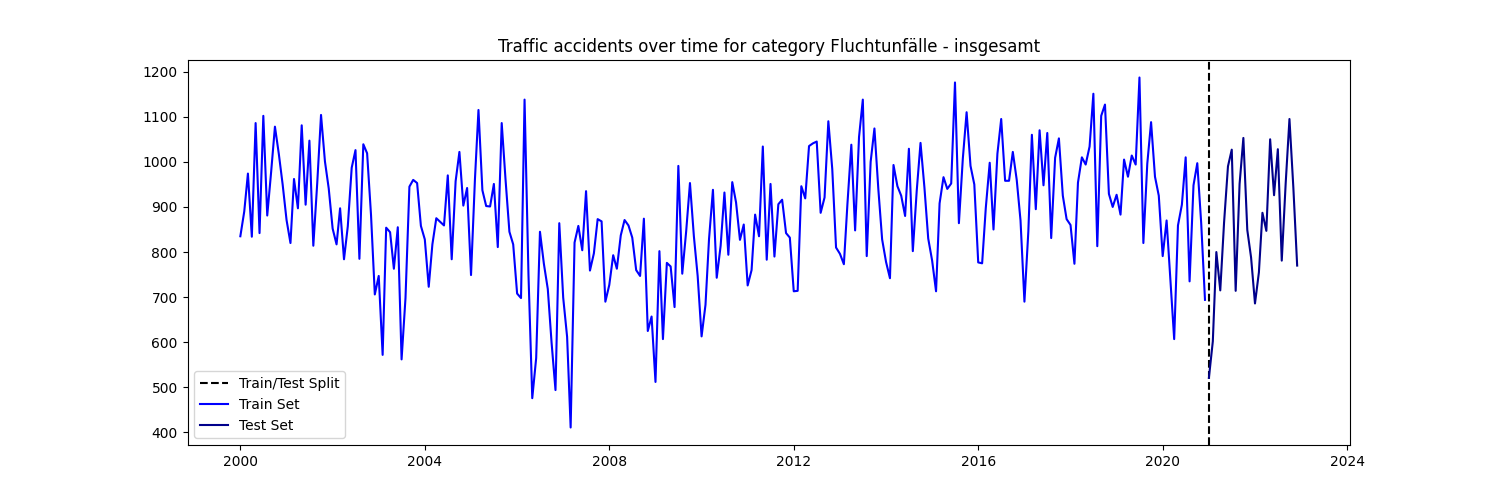 Traffic accidents over time for category Fluchtunfälle - insgesamt
1200
1100
1000
900
800
700
600
500
400
Train/Test Split
Train Set
Test Set
2000 2004 2008 2012 2016 2020 2024